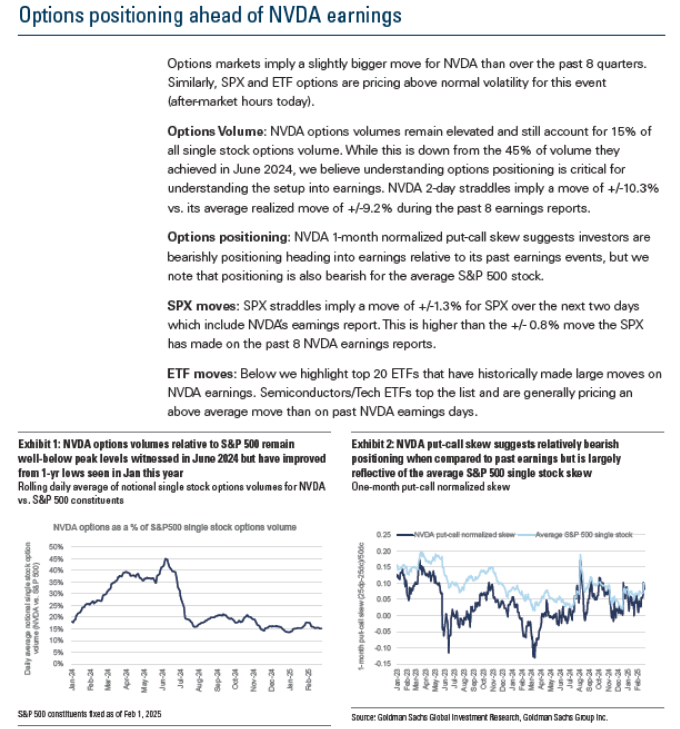 Options positioning ahead of NVDA earnings
Options markets imply a slightly bigger move for NVDA than over the past 8 quarters.
Similarly, SPX and ETF options are pricing above normal volatility for this event
(after-market hours today).
Options Volume: NVDA options volumes remain elevated and still account for 15% of
all single stock options volume. While this is down from the 45% of volume they
achieved in June 2024, we believe understanding options positioning is critical for
understanding the setup into earnings. NVDA 2-day straddles imply a move of +/-10.3%
vs. its average realized move of +/-9.2% during the past 8 earnings reports.
Options positioning: NVDA 1-month normalized put-call skew suggests investors are
bearishly positioning heading into earnings relative to its past earnings events, but we
note that positioning is also bearish for the average S&P 500 stock.
SPX moves: SPX straddles imply a move of +/-1.3% for SPX over the next two days
which include NVDA's earnings report. This is higher than the +/- 0.8% move the SPX
has made on the past 8 NVDA earnings reports.
ETF moves: Below we highlight top 20 ETFs that have historically made large moves on
NVDA earnings. Semiconductors/Tech ETFs top the list and are generally pricing an
above average move than on past NVDA earnings days.
Exhibit 1: NVDA options volumes relative to S&P 500 remain
well-below peak levels witnessed in June 2024 but have improved
from 1-yr lows seen in Jan this year
Rolling daily average of notional single stock options volumes for NVDA
vs. S&P 500 constituents
NVDA options as a % of S&P500 single stock options volume
Daily average notional single stock option
volume (NVDA vs. S&P 500)
50%
45%
40%
35%
30%
25%
20%
15%
10%
5%
0%
Jan-24
Feb-24
Mar-24
Apr-24
May-24
Jun-24
Jul-24
Aug-24
Sep-24
Oct-24
Nov-24
Dec-24
Jan-25
Feb-25
S&P 500 constituents fixed as of Feb 1, 2025
Exhibit 2: NVDA put-call skew suggests relatively bearish
positioning when compared to past earnings but is largely
reflective of the average S&P 500 single stock skew
One-month put-call normalized skew
NVDA put-call normalized skew
Average S&P 500 single stock
1-month put-call skew (25dp-25dc)/50dc
0.25
0.20
0.15
0.10
0.05
0.00
-0.05
-0.10
-0.15
Jan-23
Feb-23
Mar-23
Apr-23
May-23
Jun-23
Jul-23
Aug-23
Sep-23
Oct-23
Nov-23
Dec-23
Jan-24
Feb-24
Mar-24
Apr-24
May-24
Jun-24
Jul-24
Aug-24
Sep-24
Oct-24
Nov-24
Dec-24
Jan-25
Feb-25
Source: Goldman Sachs Global Investment Research, Goldman Sachs Group Inc.